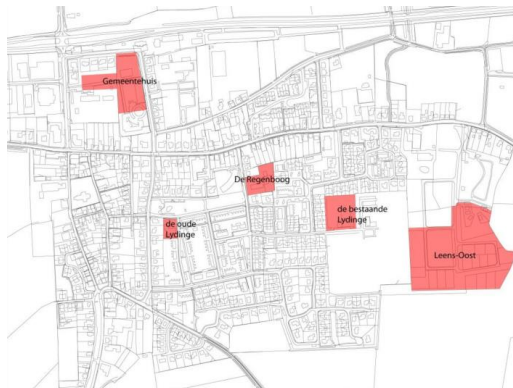 Gemeentehuis
De Regenboog
de bestaande
Lydinge
de oude
Lydinge
Leens-Oost